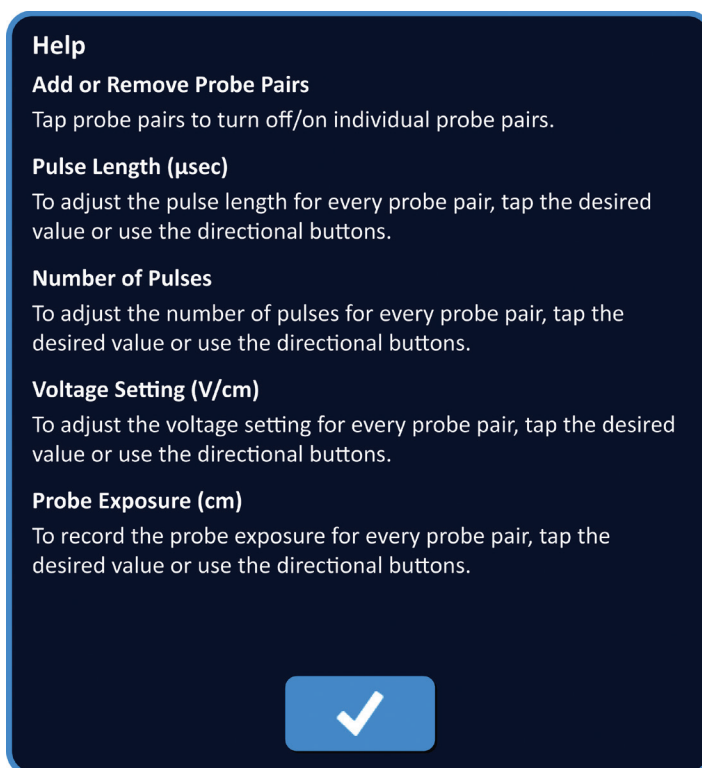 Help
Add or Remove Probe Pairs
Tap probe pairs to turn off/on individual probe pairs.
Pulse Length (μsec)
To adjust the pulse length for every probe pair, tap the desired
value or use the directional buttons.
Number of Pulses
To adjust the number of pulses for every probe pair, tap the
desired value or use the directional buttons.
Voltage Setting (V/cm)
To adjust the voltage setting for every probe pair, tap the desired
value or use the directional buttons.
Probe Exposure (cm)
To record the probe exposure for every probe pair, tap the
desired value or use the directional buttons.